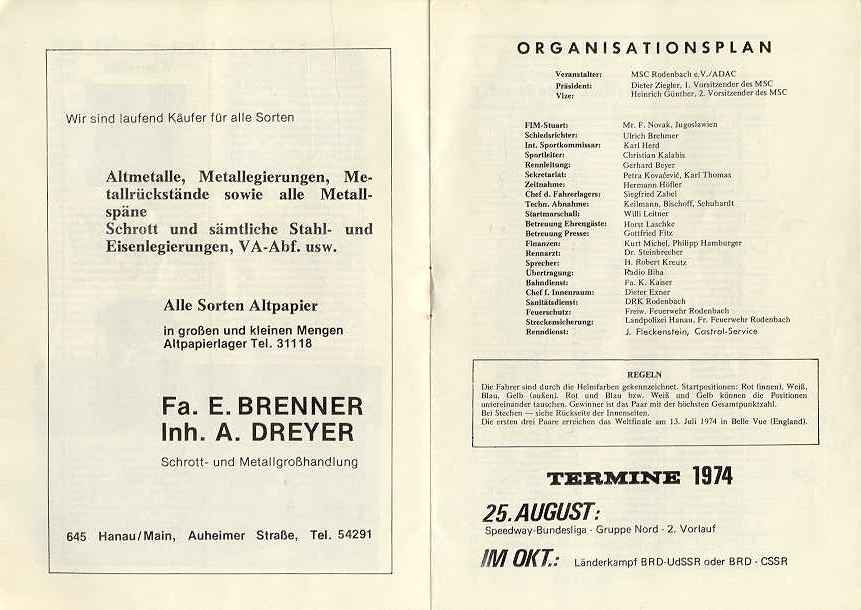 Wir sind laufend Käufer für alle Sorten
Altmetalle, Metallegierungen, Me-
tallrückstände sowie alle Metall-
späne
Schrott und sämtliche Stahl- und
Eisenlegierungen, VA-Abf. usw.
Alle Sorten Altpapier
in großen und kleinen Mengen
Altpapierlager Tel. 31118
Fa. E. BRENNER
Inh. A. DREYER
Schrott- und Metallgroßhandlung
645 Hanau/Main, Auheimer Straße, Tel. 54291
ORGANISATIONSPLAN
Veranstalter: MSC Rodenbach e.V./ADAC
Präsident: Dieter Ziegler, 1. Vorsitzender des MSC
Vize: Heinrich Günther, 2. Vorsitzender des MSC
FIM-Stuart: Mr. F. Novak, Jugoslawien
Schiedsrichter: Ulrich Brehmer
Int. Sportkommissar: Karl Herd
Sportleiter: Christian Kalabis
Rennleitung: Gerhard Beyer
Sekretariat: Petra Kovačević, Karl Thomas
Zeitnahme: Hermann Höfler
Chef d. Fahrerlagers: Siegfried Zabel
Techn. Abnahme: Keilmann, Bischoff, Schuhardt
Startmarschall: Willi Leitner
Betreuung Ehrengäste: Horst Laschke
Betreuung Presse: Gottfried Fitz
Finanzen: Kurt Michel, Philipp Hamburger
Rennarzt: Dr. Steinbrecher
Sprecher: H. Robert Kreutz
Übertragung: Radio Biba
Bahndienst: Fa. K. Kaiser
Chef f. Innenraum: Dieter Exner
Sanitätsdienst: DRK Rodenbach
Feuerschutz: Freiw. Feuerwehr Rodenbach
Streckensicherung: Landpolizei Hanau, Fr. Feuerwehr Rodenbach
Renndienst: J. Fleckenstein, Castrol-Service
REGELN
Die Fahrer sind durch die Helmfarben gekennzeichnet. Startpositionen: Rot (innen), Weiß,
Blau, Gelb (außen). Rot und Blau bzw. Weiß und Gelb können die Positionen
untereinander tauschen. Gewinner ist das Paar mit der höchsten Gesamtpunktzahl.
Bei Stechen — siehe Rückseite der Innenseiten.
Die ersten drei Paare erreichen das Weltfinale am 13. Juli 1974 in Belle Vue (England).
TERMINE 1974
25. AUGUST:
Speedway-Bundesliga - Gruppe Nord - 2. Vorlauf
IM OKT.: Länderkampf BRD-UdSSR oder BRD - CSSR